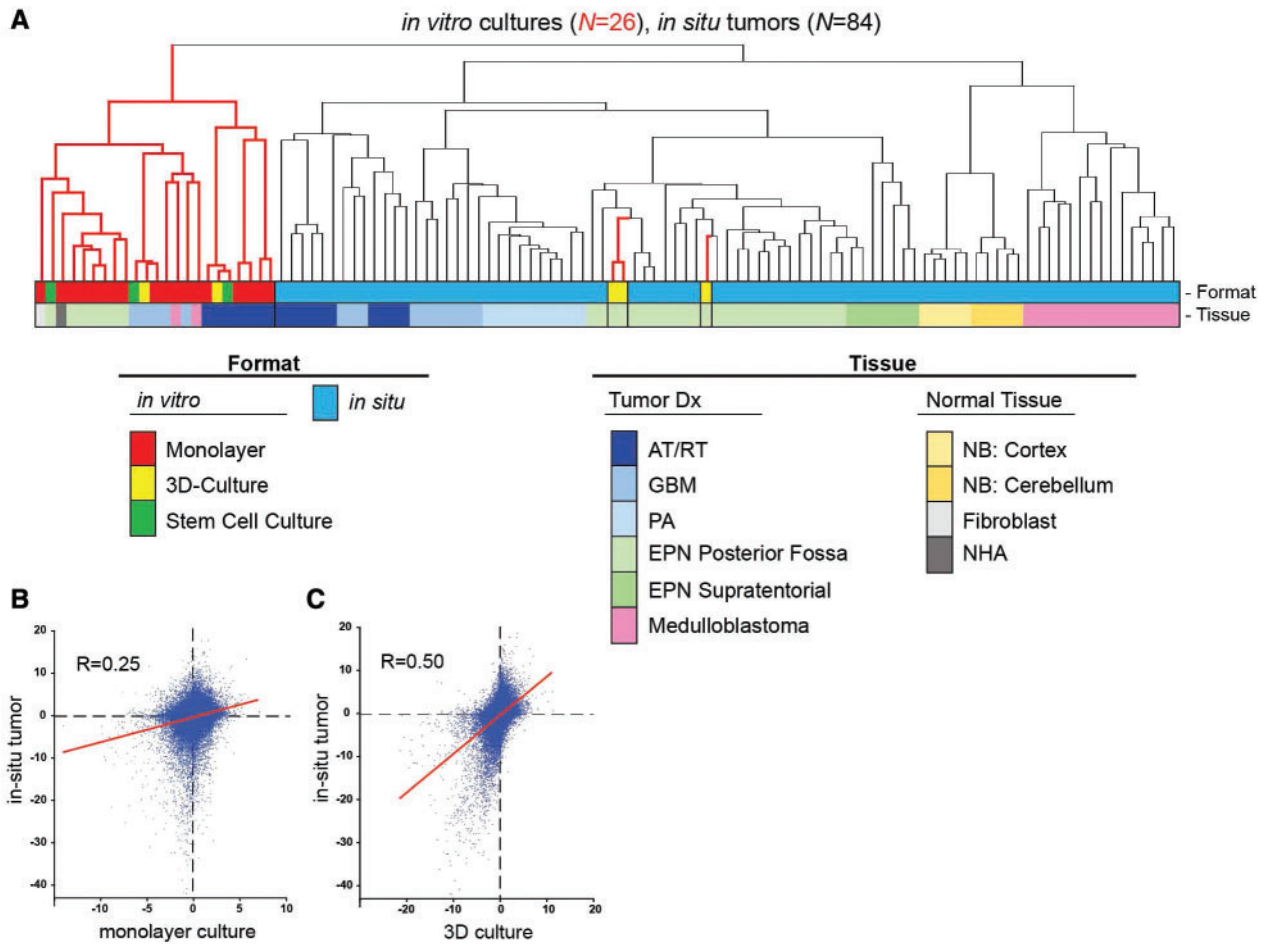 A
in vitro cultures (N=26), in situ tumors (N=84)
- Format
- Tissue
Format
in vitro
in situ
Monolayer
3D-Culture
Stem Cell Culture
Tissue
Tumor Dx
Normal Tissue
AT/RT
GBM
PA
EPN Posterior Fossa
EPN Supratentorial
Medulloblastoma
NB: Cortex
NB: Cerebellum
Fibroblast
NHA
B
20
10
0
-10
-20
-30
-40
in-situ tumor
R=0.25
-10
-5
0
5
10
monolayer culture
C
20
10
0
-10
-20
-30
-40
in-situ tumor
R=0.50
-20
-10
0
10
20
3D culture